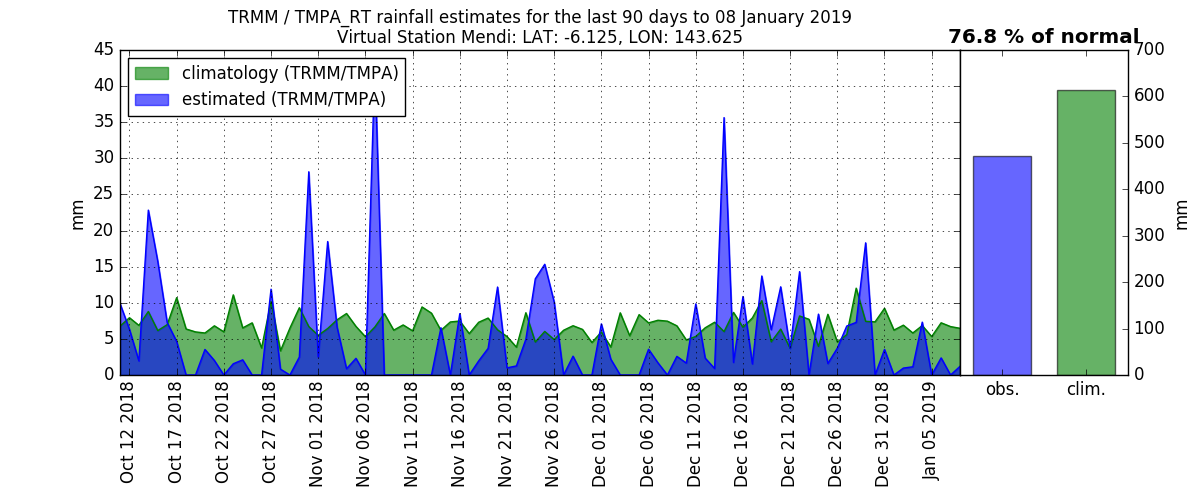 TRMM / TMPA_RT rainfall estimates for the last 90 days to 08 January 2019
Virtual Station Mendi: LAT: -6.125, LON: 143.625
76.8 % of normal
climatology (TRMM/TMPA)
estimated (TRMM/TMPA)
mm
45
40
35
30
25
20
15
10
5
0
Oct 12 2018
Oct 17 2018
Oct 22 2018
Oct 27 2018
Nov 01 2018
Nov 06 2018
Nov 11 2018
Nov 16 2018
Nov 21 2018
Nov 26 2018
Dec 01 2018
Dec 06 2018
Dec 11 2018
Dec 16 2018
Dec 21 2018
Dec 26 2018
Dec 31 2018
Jan 05 2019
700
600
500
400
300
200
100
0
mm
obs.
clim.